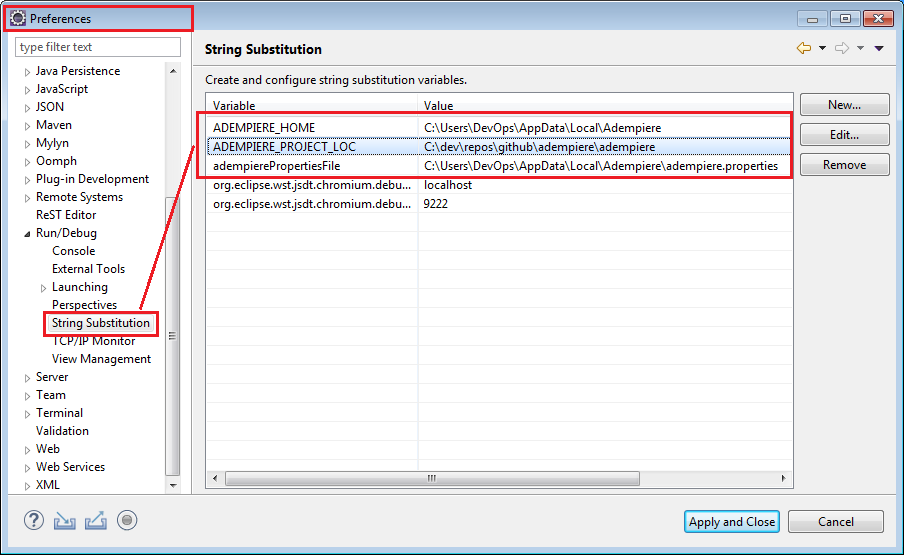 Preferences
type filter text
Java Persistence
JavaScript
JSON
Maven
Mylyn
Oomph
Plug-in Development
Remote Systems
ReST Editor
Run/Debug
Console
External Tools
Launching
Perspectives
String Substitution
TCP/IP Monitor
View Management
Server
Team
Terminal
Validation
Web
Web Services
XML
String Substitution
Create and configure string substitution variables.
Variable Value
ADEMPIERE_HOME C:\Users\DevOps\AppData\Local\Adempiere
ADEMPIERE_PROJECT_LOC C:\dev\repos\github\adempiere\adempiere
adempierePropertiesFile C:\Users\DevOps\AppData\Local\Adempiere\adempiere.properties
org.eclipse.wst.jsdt.chromium.debu... localhost
org.eclipse.wst.jsdt.chromium.debu... 9222
New...
Edit...
Remove
Apply and Close
Cancel